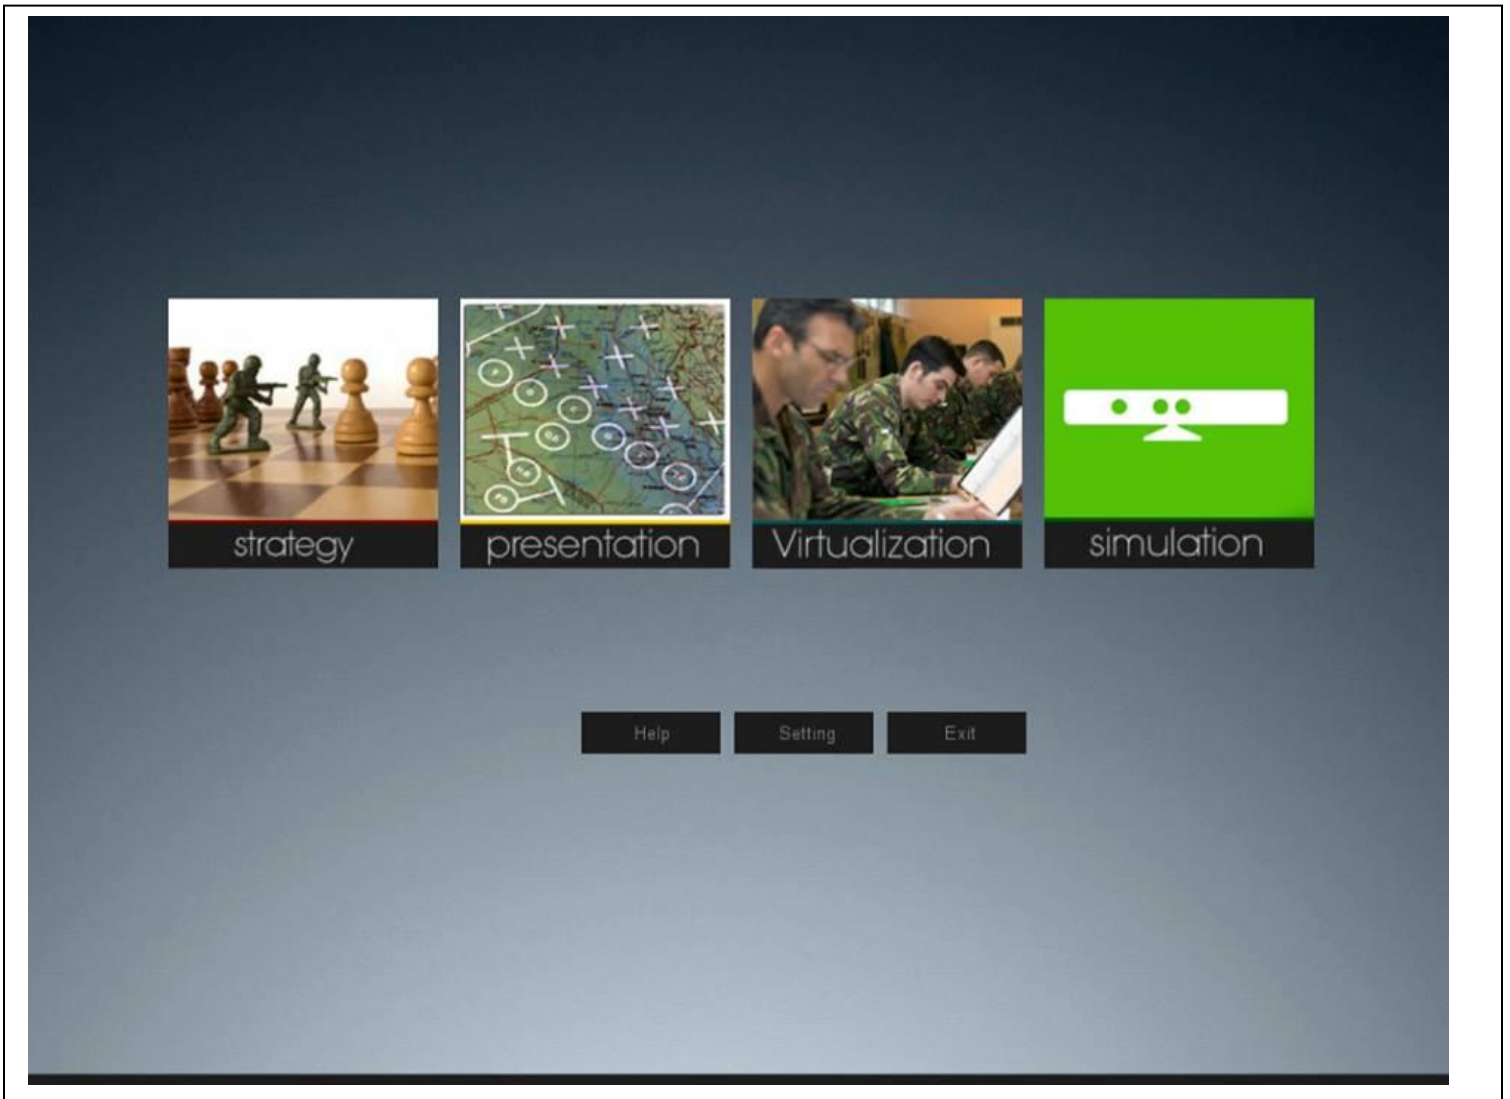 strategy
presentation
Virtualization
simulation
Help
Setting
Exit